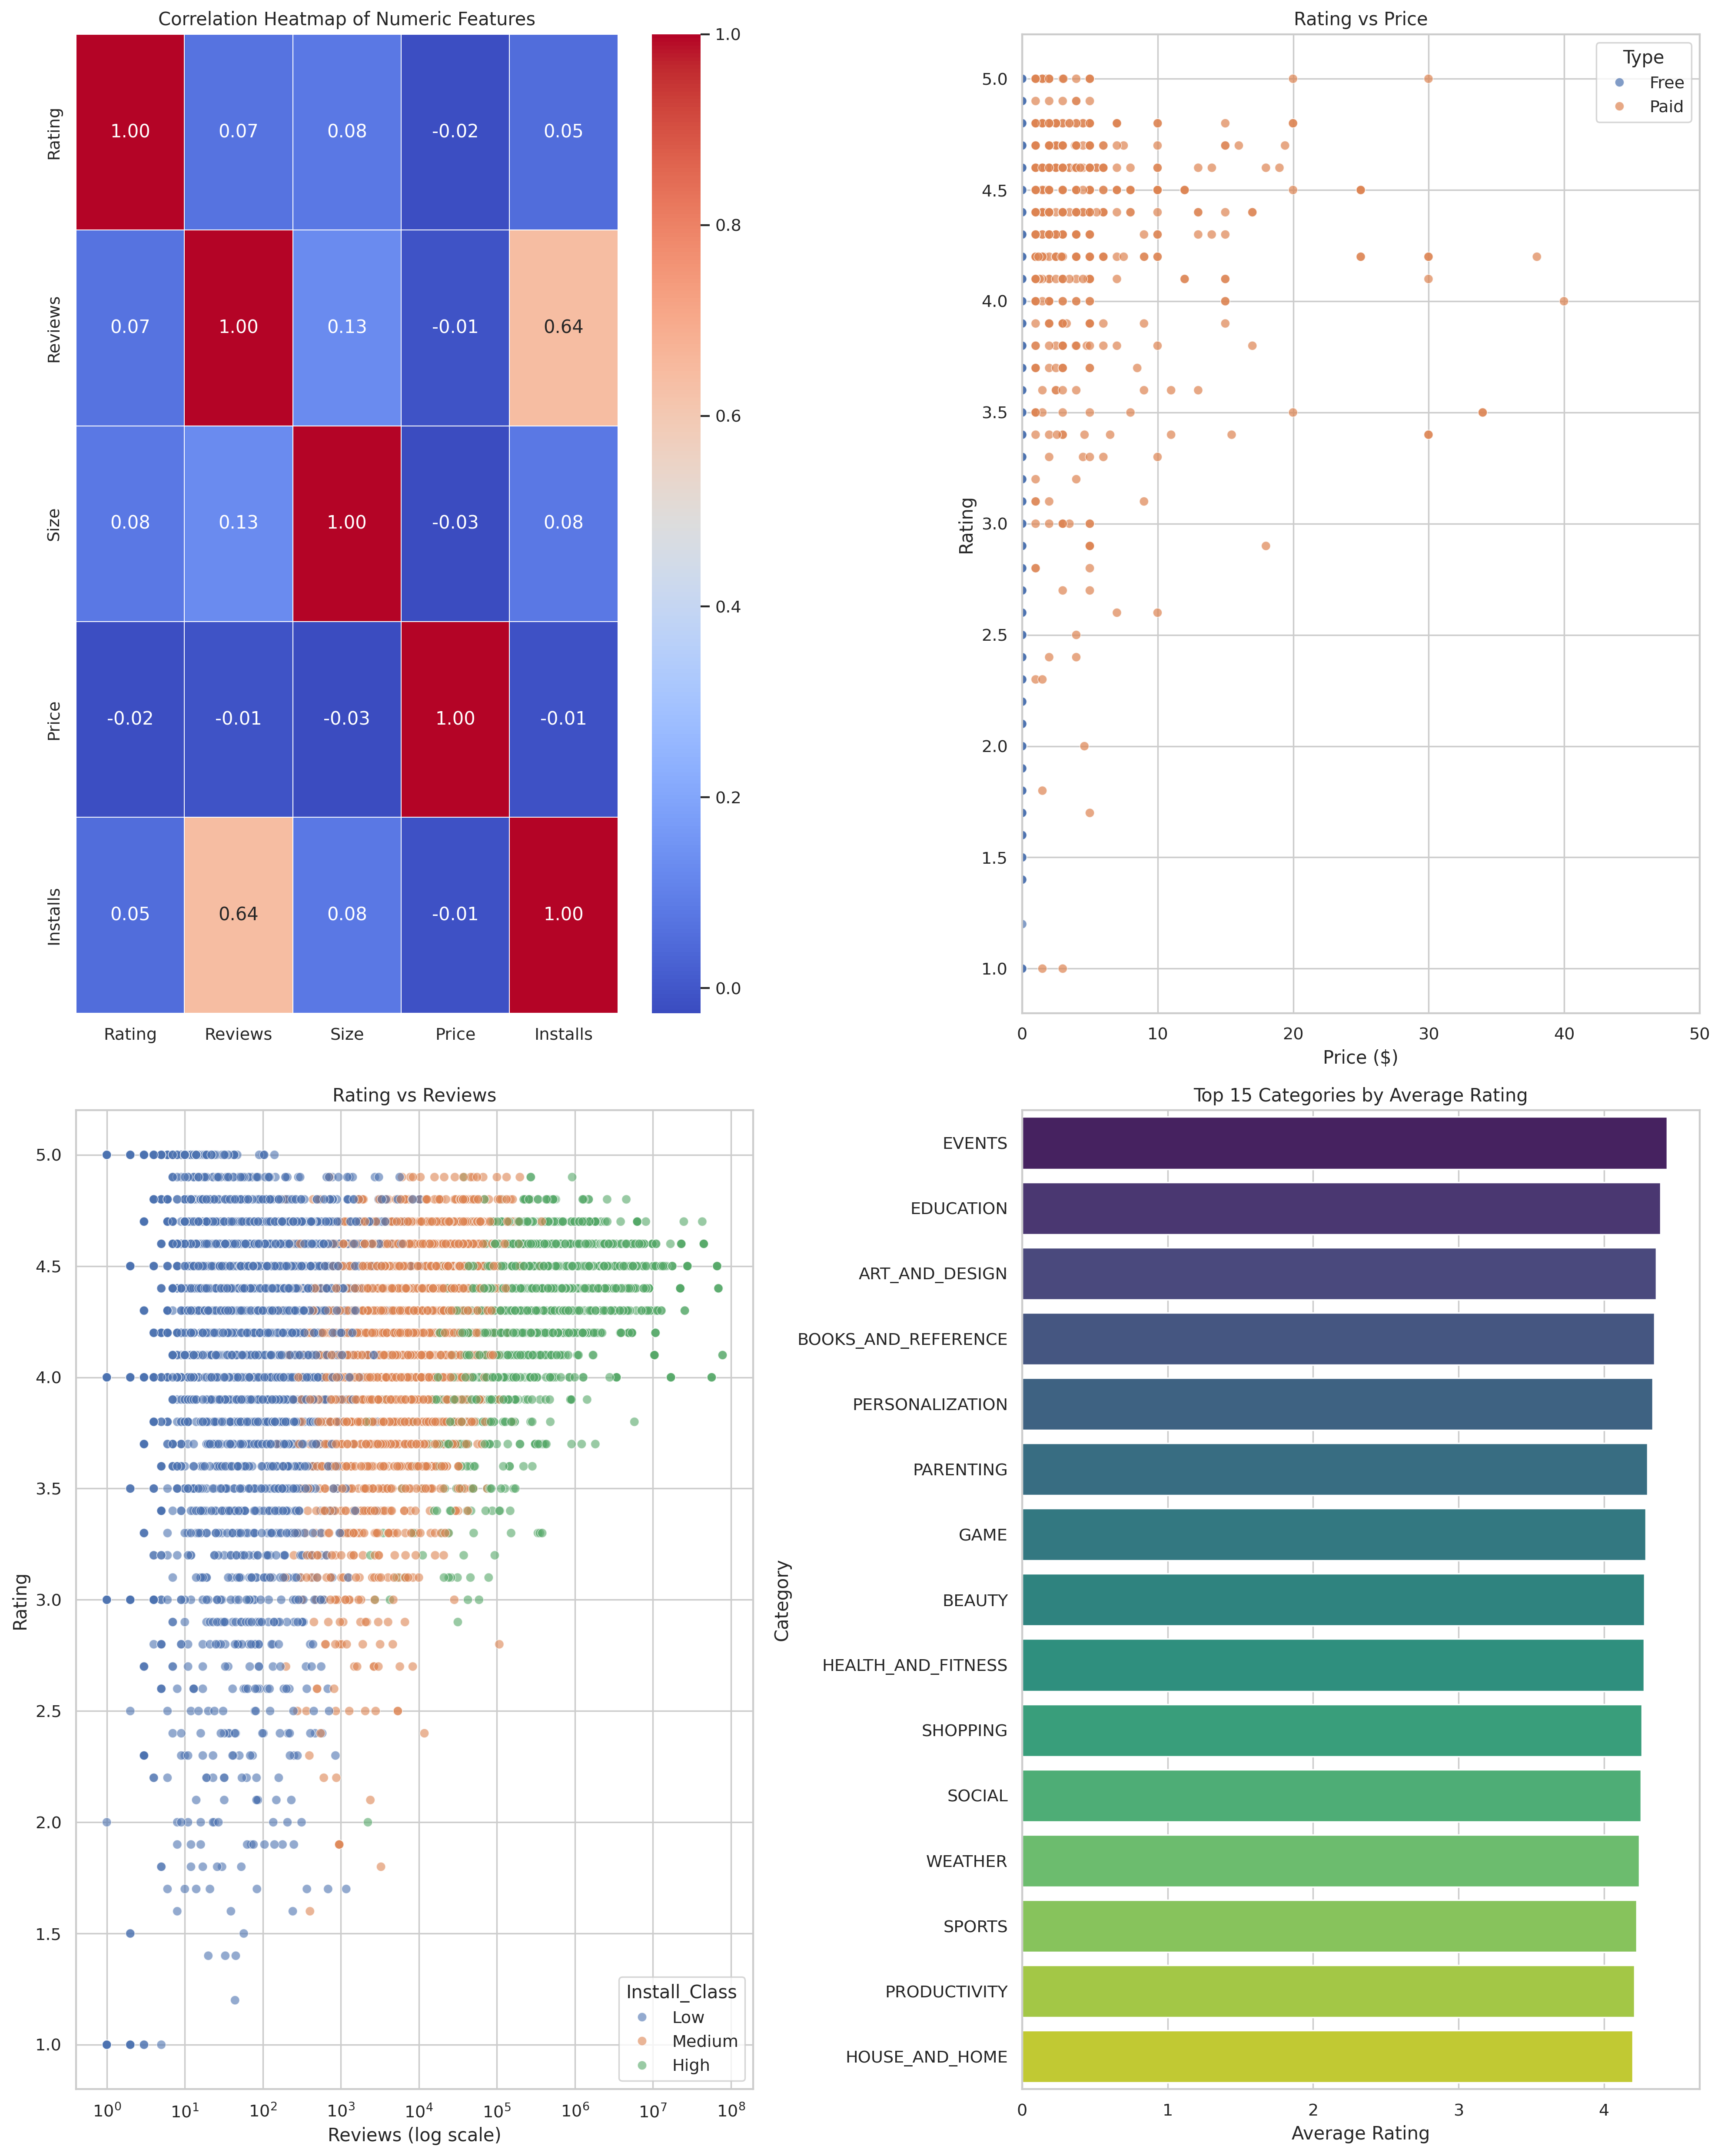 Correlation Heatmap of Numeric Features
Rating
1.00 0.07 0.08 -0.02 0.05
Reviews
0.07 1.00 0.13 -0.01 0.64
Size
0.08 0.13 1.00 -0.03 0.08
Price
-0.02 -0.01 -0.03 1.00 -0.01
Installs
0.05 0.64 0.08 -0.01 1.00
Rating Reviews Size Price Installs
1.0
0.8
0.6
0.4
0.2
0.0
Rating vs Price
Type
Free
Paid
Rating
5.0
4.5
4.0
3.5
3.0
2.5
2.0
1.5
1.0
0 10 20 30 40 50
Price ($)
Rating vs Reviews
Rating
5.0
4.5
4.0
3.5
3.0
2.5
2.0
1.5
1.0
Install_Class
Low
Medium
High
10⁰ 10¹ 10² 10³ 10⁴ 10⁵ 10⁶ 10⁷ 10⁸
Reviews (log scale)
Top 15 Categories by Average Rating
Category
EVENTS
EDUCATION
ART_AND_DESIGN
BOOKS_AND_REFERENCE
PERSONALIZATION
PARENTING
GAME
BEAUTY
HEALTH_AND_FITNESS
SHOPPING
SOCIAL
WEATHER
SPORTS
PRODUCTIVITY
HOUSE_AND_HOME
0 1 2 3 4
Average Rating